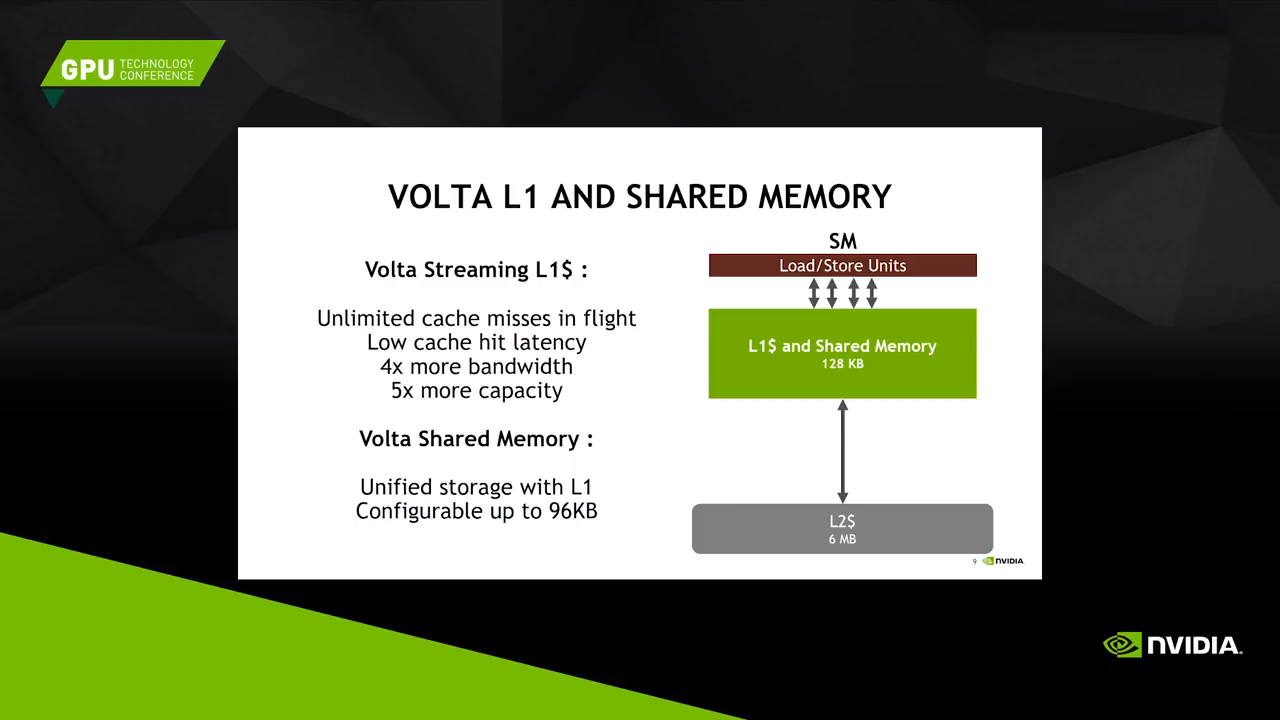 GPU TECHNOLOGY
CONFERENCE
VOLTA L1 AND SHARED MEMORY
Volta Streaming L1$ :
Unlimited cache misses in flight
Low cache hit latency
4x more bandwidth
5x more capacity
Volta Shared Memory :
Unified storage with L1
Configurable up to 96KB
SM
Load/Store Units
L1$ and Shared Memory
128 KB
L2$
6 MB
9 NVIDIA.
NVIDIA.